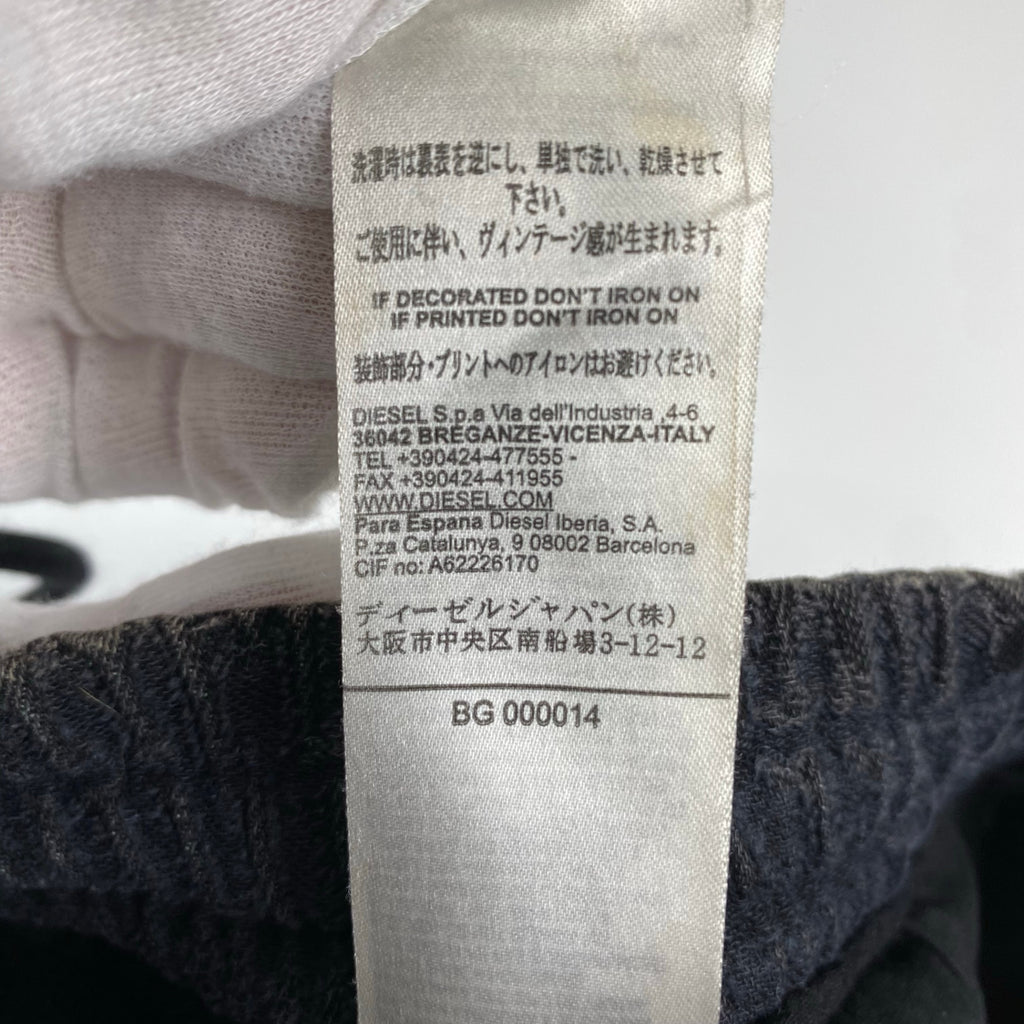 洗濯時は裏表を逆にし、単独で洗い、乾燥させて
下さい。
ご使用に伴い、ヴィンテージ感が生まれます。
IF DECORATED DON'T IRON ON
IF PRINTED DON'T IRON ON
装飾部分・プリントへのアイロンはお避けください。
DIESEL S.p.a Via dell'Industria ,4-6
36042 BREGANZE-VICENZA-ITALY
TEL +390424-477555 -
FAX +390424-411955
WWW.DIESEL.COM
Para Espana Diesel Iberia, S.A.
P.za Catalunya, 9 08002 Barcelona
CIF no: A62226170
ディーゼルジャパン(株)
大阪市中央区南船場3-12-12
BG 000014